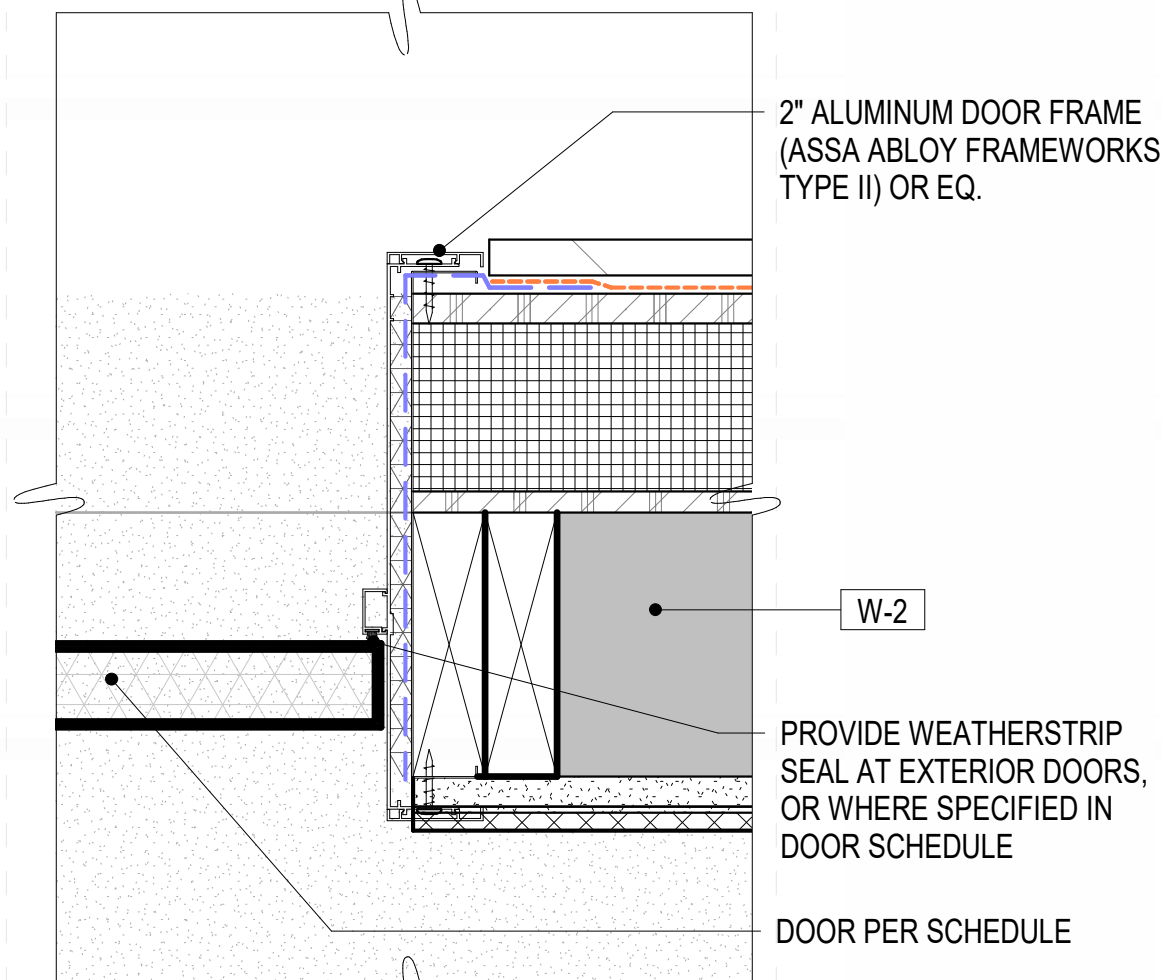 2" ALUMINUM DOOR FRAME
(ASSA ABLOY FRAMEWORKS
TYPE II) OR EQ.
W-2
PROVIDE WEATHERSTRIP
SEAL AT EXTERIOR DOORS,
OR WHERE SPECIFIED IN
DOOR SCHEDULE
DOOR PER SCHEDULE